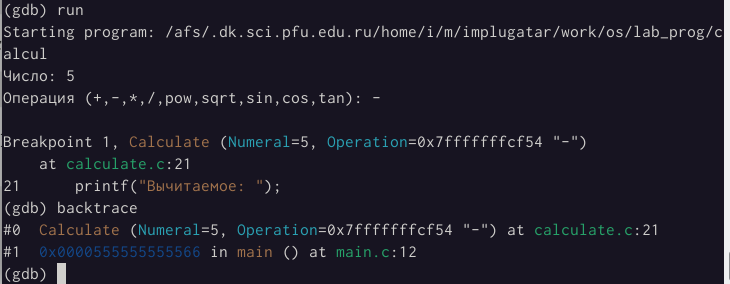 (gdb) run
Starting program: /afs/.dk.sci.pfu.edu.ru/home/i/m/implugatar/work/os/lab_prog/c
alcul
Число: 5
Операция (+,-,*,/,pow,sqrt,sin,cos,tan): -
Breakpoint 1, Calculate (Numeral=5, Operation=0x7fffffffcf54 "-")
    at calculate.c:21
21      printf("Вычитаемое: ");
(gdb) backtrace
#0  Calculate (Numeral=5, Operation=0x7fffffffcf54 "-") at calculate.c:21
#1  0x0000555555555566 in main () at main.c:12
(gdb)